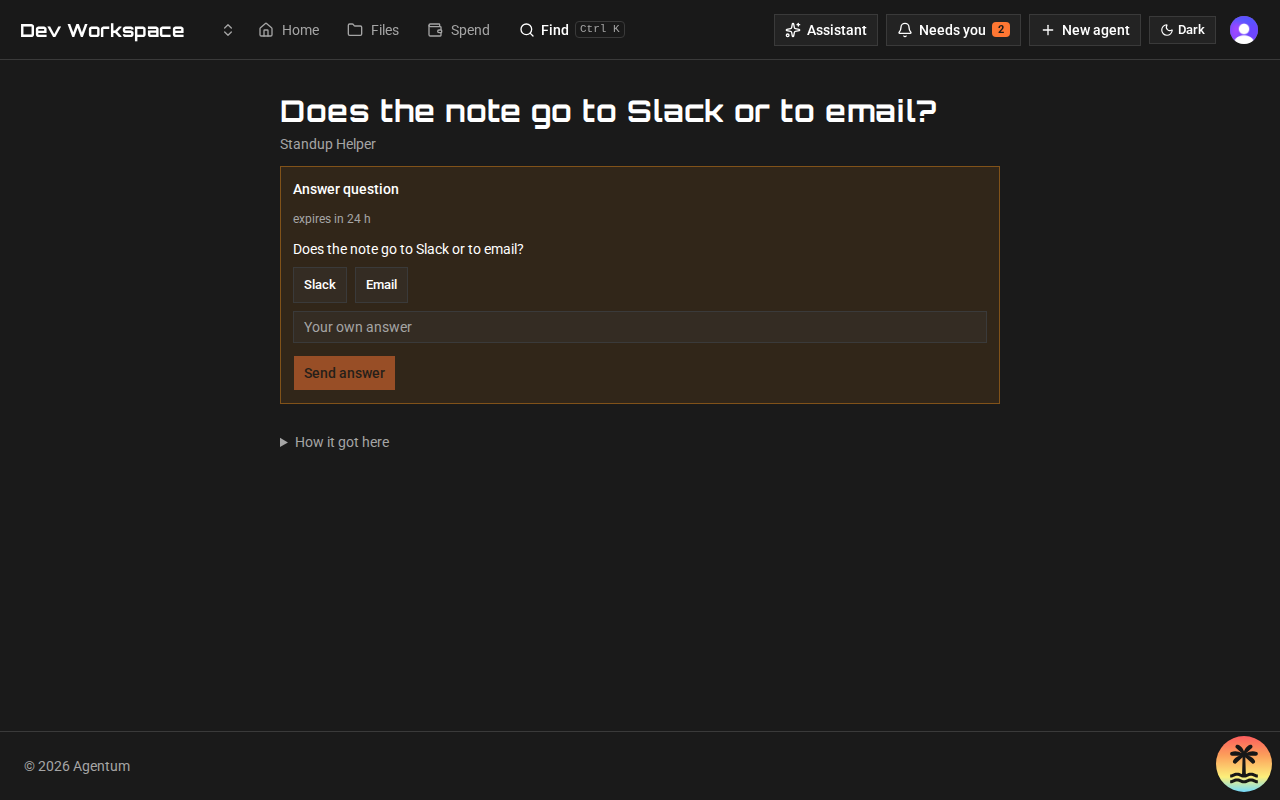 Dev Workspace
Home
Files
Spend
Find Ctrl K
Assistant
Needs you 2
New agent
Dark
Does the note go to Slack or to email?
Standup Helper
Answer question
expires in 24 h
Does the note go to Slack or to email?
Slack
Email
Your own answer
Send answer
How it got here
© 2026 Agentum